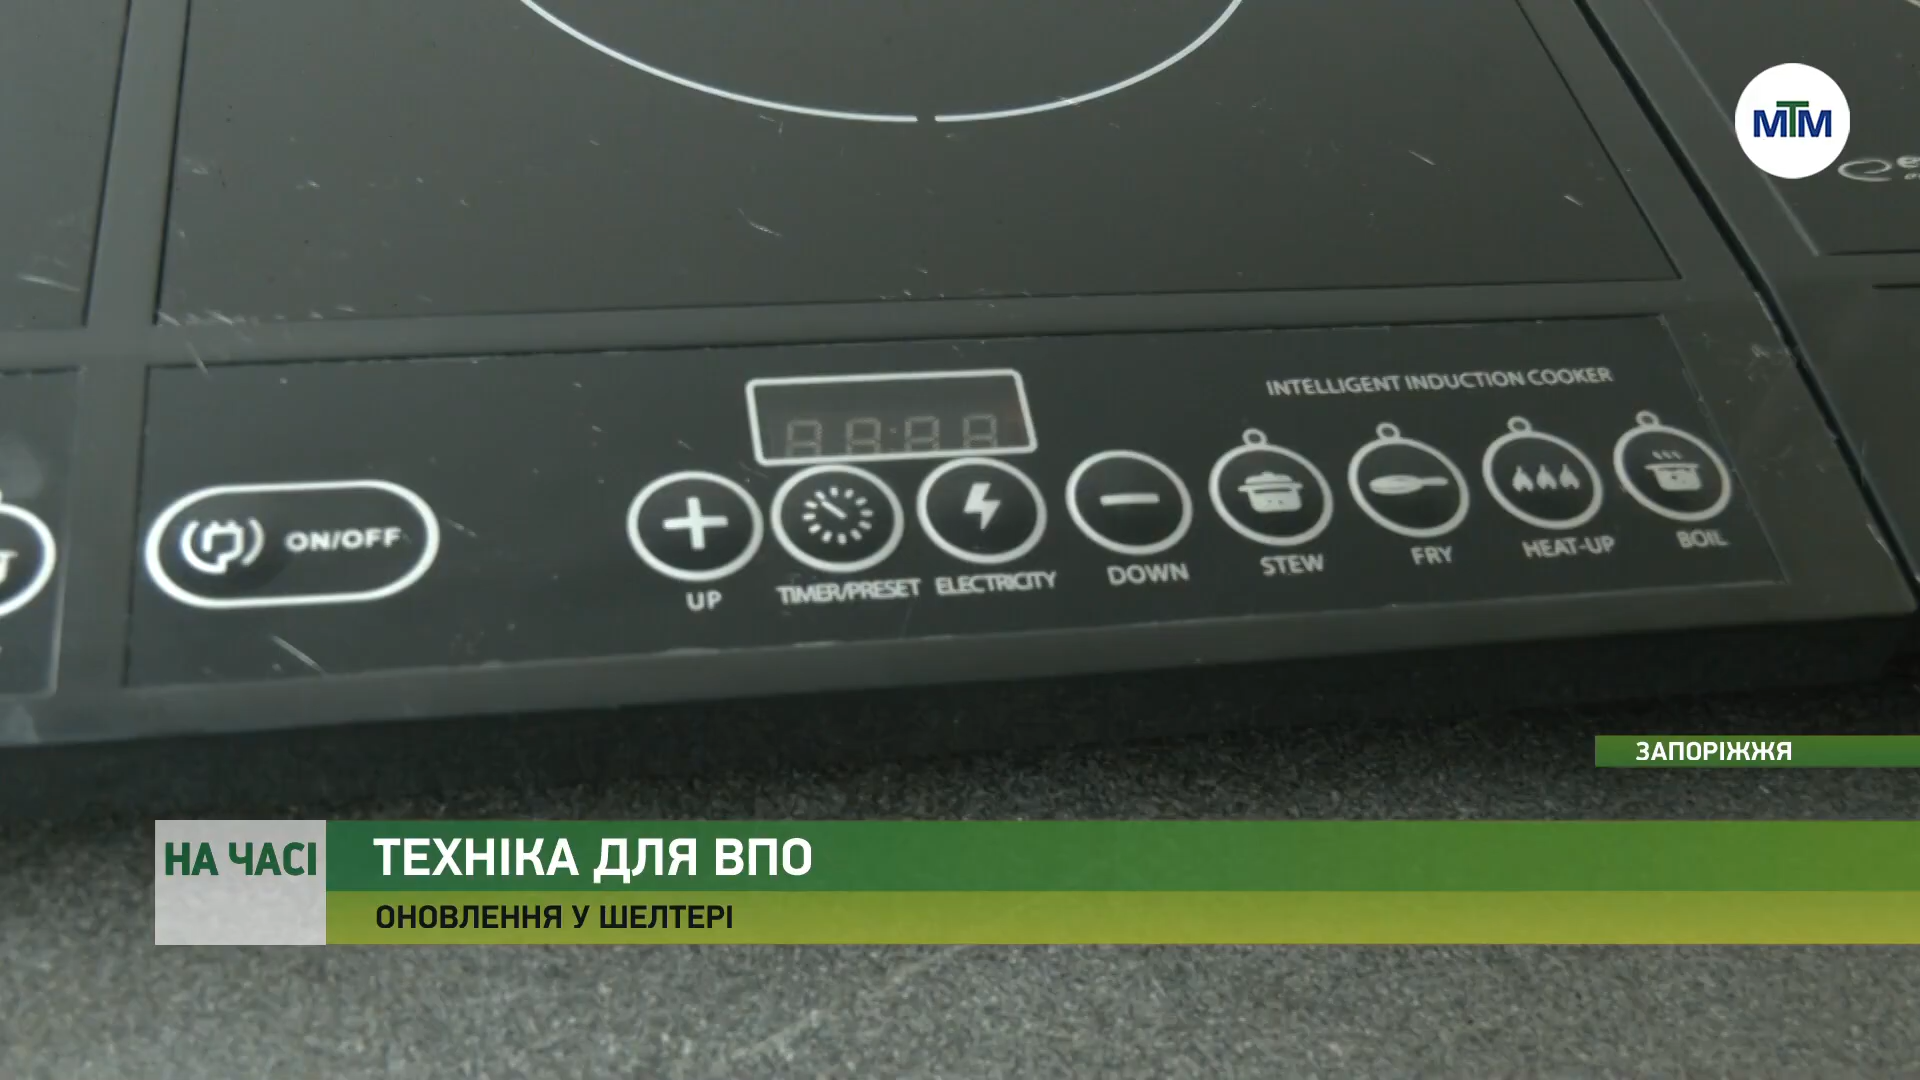 МТМ
INTELLIGENT INDUCTION COOKER
ON/OFF
UP
TIMER/PRESET
ELECTRICITY
DOWN
STEW
FRY
HEAT-UP
BOIL
ЗАПОРІЖЖЯ
НА ЧАСІ
ТЕХНІКА ДЛЯ ВПО
ОНОВЛЕННЯ У ШЕЛТЕРІ